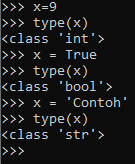 >>> x=9
>>> type(x)
<class 'int'>
>>> x = True
>>> type(x)
<class 'bool'>
>>> x = 'Contoh'
>>> type(x)
<class 'str'>
>>>